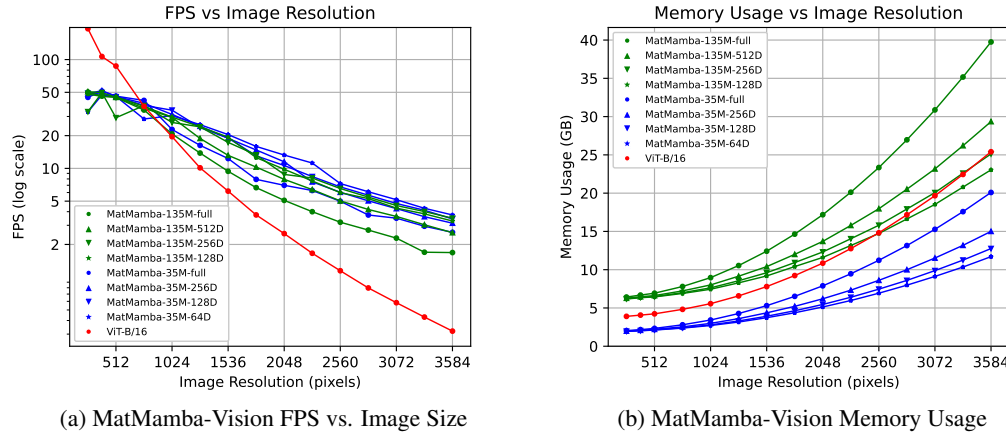 FPS vs Image Resolution
FPS (log scale)
100
50
20
10
5
2
MatMamba-135M-full
MatMamba-135M-512D
MatMamba-135M-256D
MatMamba-135M-128D
MatMamba-35M-full
MatMamba-35M-256D
MatMamba-35M-128D
MatMamba-35M-64D
ViT-B/16
512 1024 1536 2048 2560 3072 3584
Image Resolution (pixels)
(a) MatMamba-Vision FPS vs. Image Size
Memory Usage vs Image Resolution
Memory Usage (GB)
40
35
30
25
20
15
10
5
0
MatMamba-135M-full
MatMamba-135M-512D
MatMamba-135M-256D
MatMamba-135M-128D
MatMamba-35M-full
MatMamba-35M-256D
MatMamba-35M-128D
MatMamba-35M-64D
ViT-B/16
512 1024 1536 2048 2560 3072 3584
Image Resolution (pixels)
(b) MatMamba-Vision Memory Usage